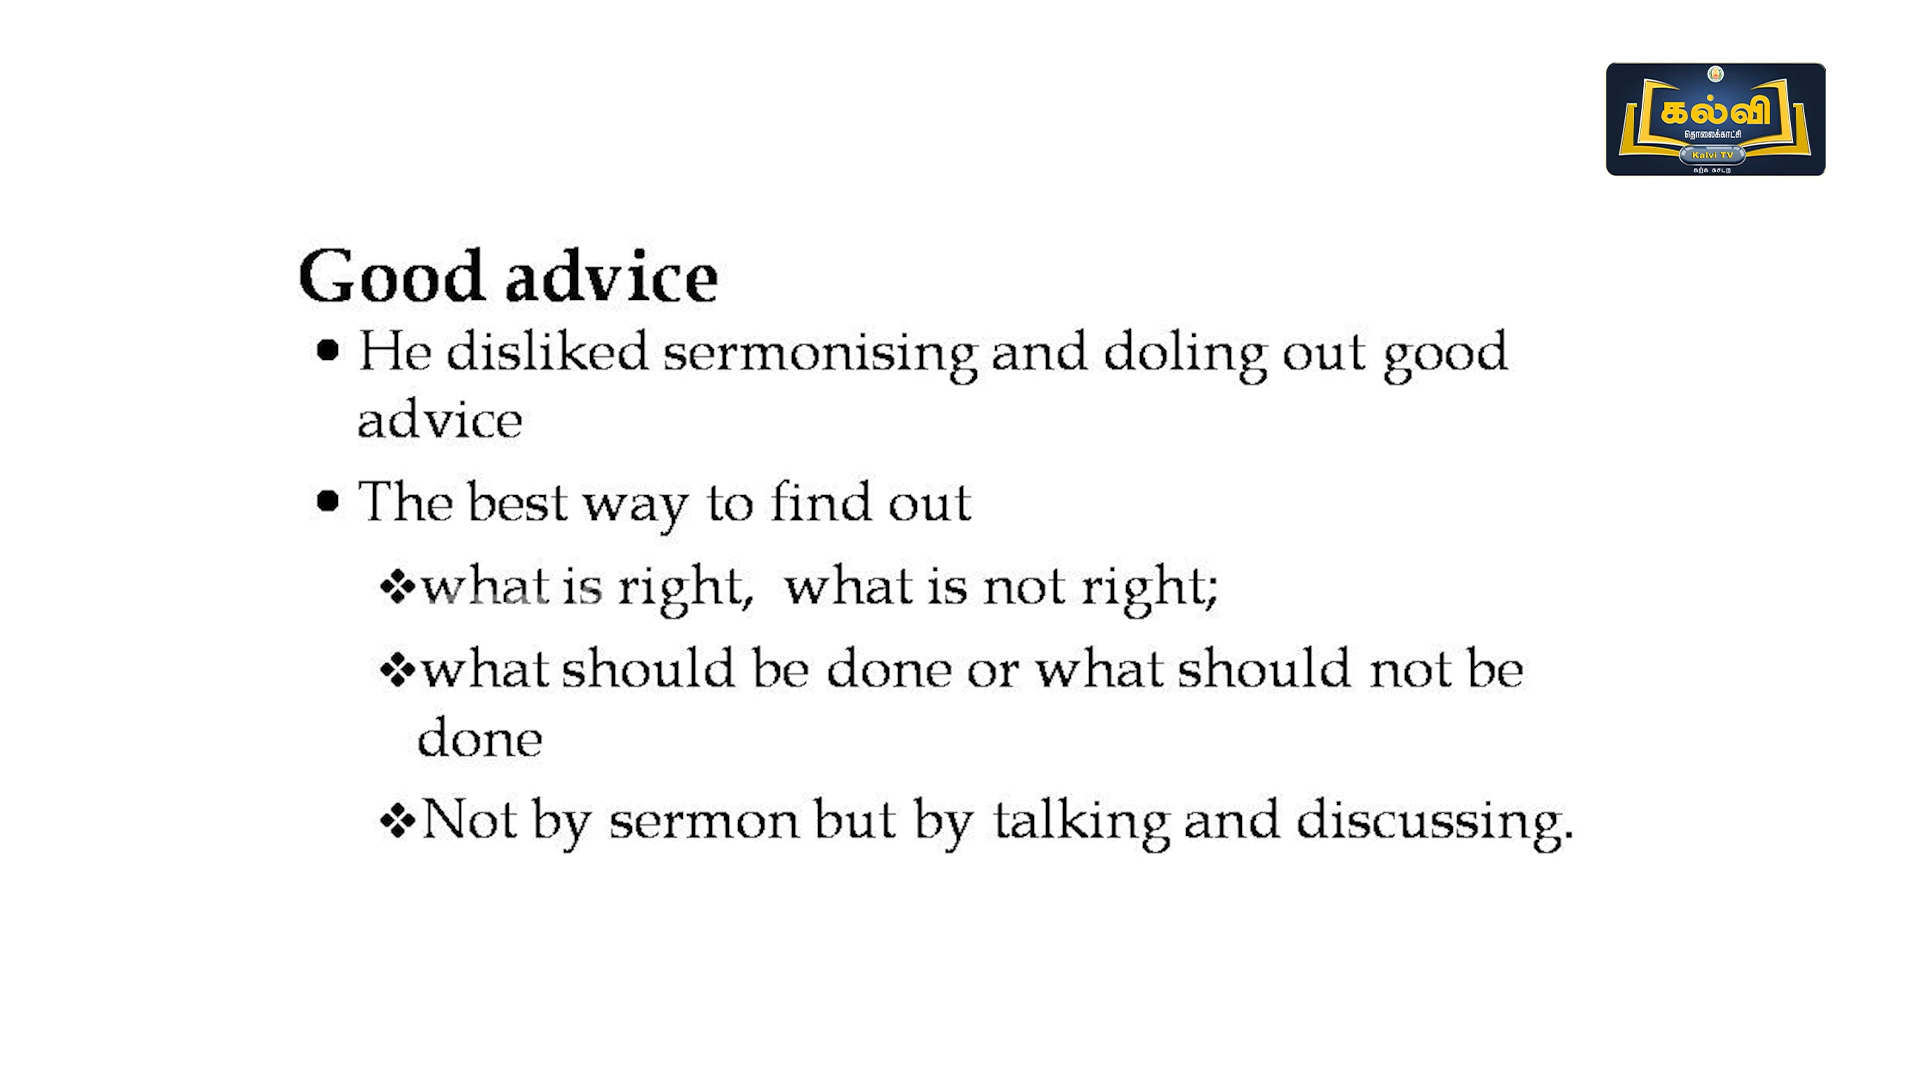 கல்வி
தொலைக்காட்சி
Kalvi TV
கற்க கசடற
Good advice
• He disliked sermonising and doling out good
advice
• The best way to find out
❖what is right, what is not right;
❖what should be done or what should not be
done
❖Not by sermon but by talking and discussing.